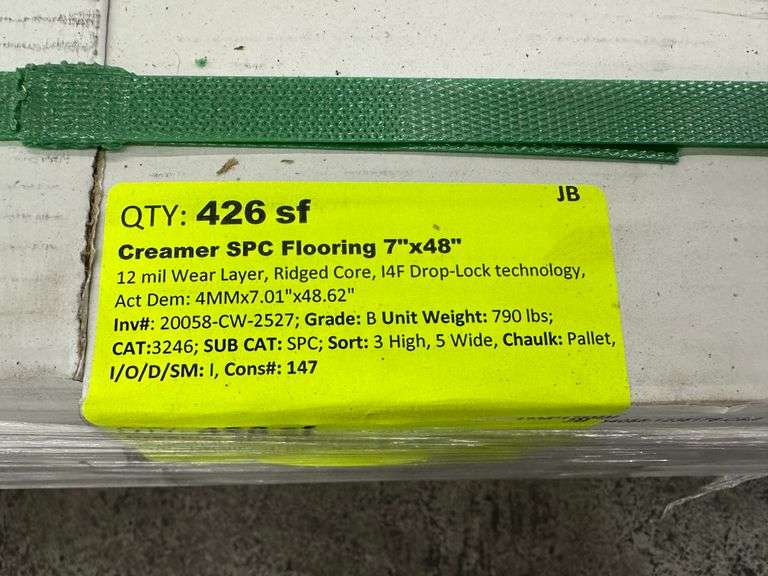 JB
QTY: 426 sf
Creamer SPC Flooring 7"x48"
12 mil Wear Layer, Ridged Core, I4F Drop-Lock technology,
Act Dem: 4MMx7.01"x48.62"
Inv#: 20058-CW-2527; Grade: B Unit Weight: 790 lbs;
CAT:3246; SUB CAT: SPC; Sort: 3 High, 5 Wide, Chaulk: Pallet,
I/O/D/SM: I, Cons#: 147